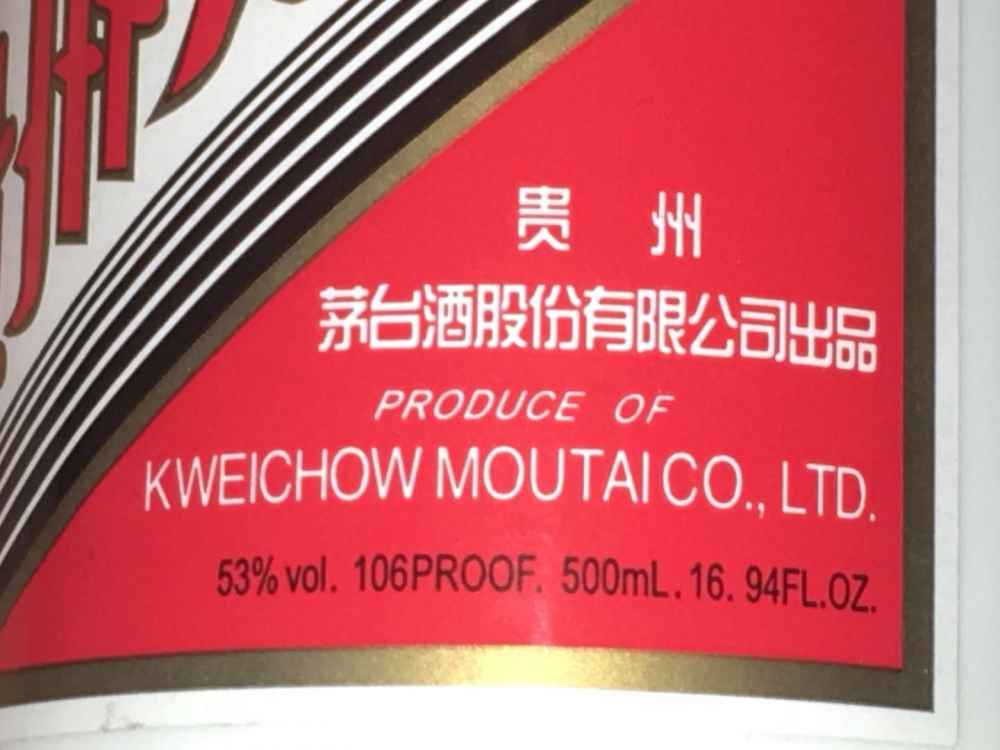 贵 州
茅台酒股份有限公司出品
PRODUCE OF
KWEICHOW MOUTAI CO., LTD.
53% vol. 106PROOF. 500mL. 16. 94FL.OZ.